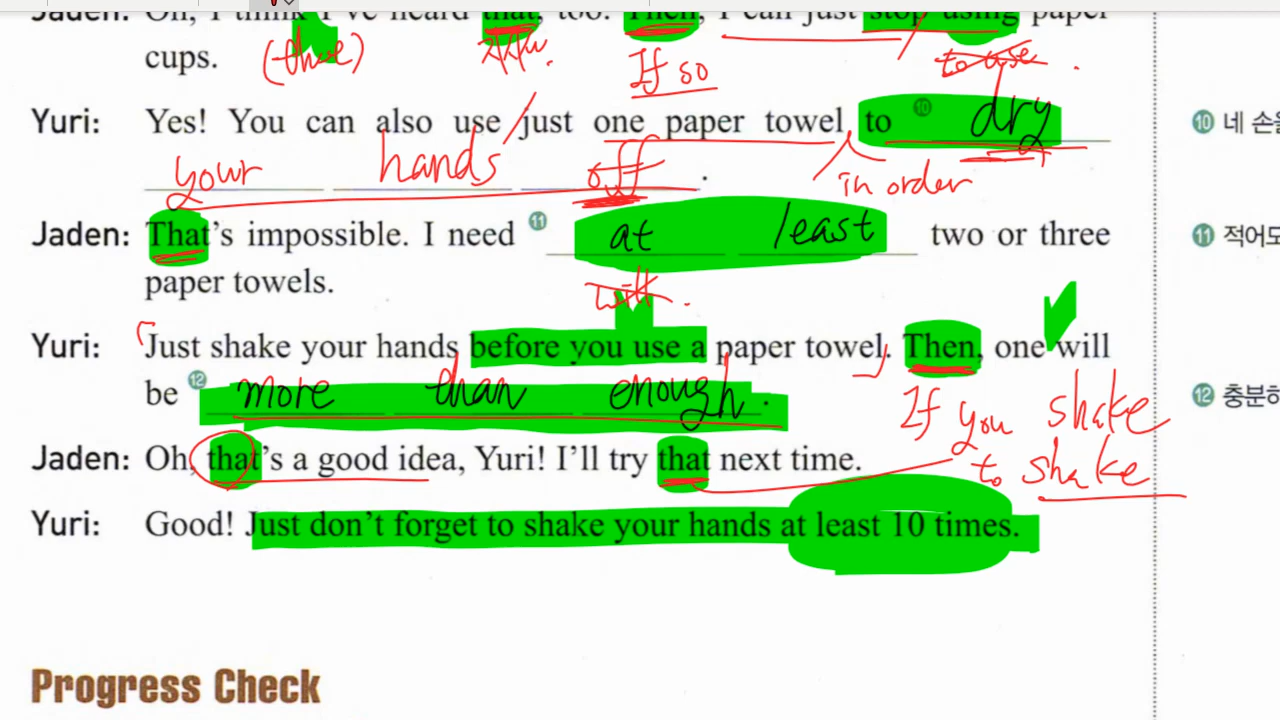 Jaden: Oh, I think I've heard that, too. Then, I can just stop using paper
(that) If so to use .
cups.
Yuri: Yes! You can also use just one paper towel to ⑩ dry
in order
your hands off .
Jaden: That's impossible. I need ⑪ at least two or three
paper towels.
will .
Yuri: Just shake your hands before you use a paper towel. Then, one will
be ⑫ more than enough .
If you shake
Jaden: Oh, that's a good idea, Yuri! I'll try that next time.
to shake
Yuri: Good! Just don't forget to shake your hands at least 10 times.
⑩ 네 손을
⑪ 적어도
⑫ 충분하
Progress Check